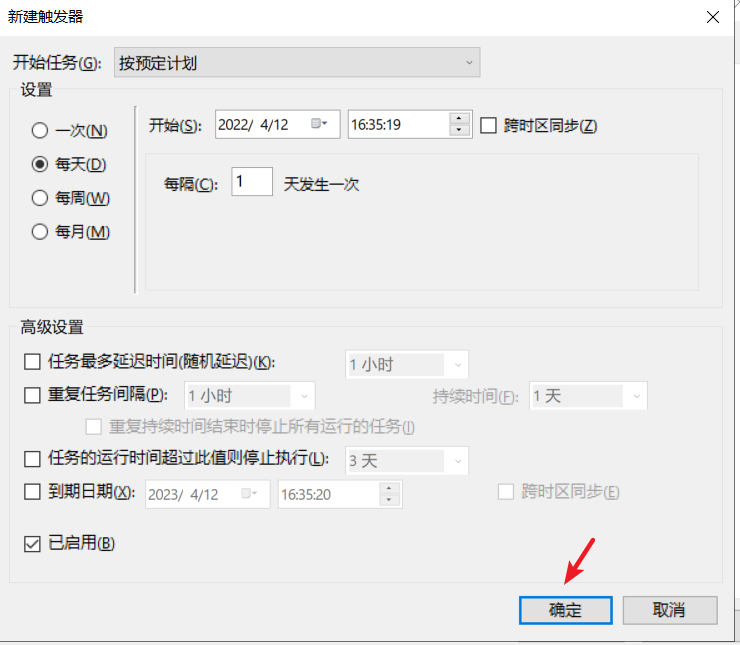 新建触发器
开始任务(G): 按预定计划
设置
一次(N)
每天(D)
每周(W)
每月(M)
开始(S): 2022/ 4/12 16:35:19 跨时区同步(Z)
每隔(C): 1 天发生一次
高级设置
任务最多延迟时间(随机延迟)(K): 1 小时
重复任务间隔(P): 1 小时 持续时间(F): 1 天
重复持续时间结束时停止所有运行的任务(I)
任务的运行时间超过此值则停止执行(L): 3 天
到期日期(X): 2023/ 4/12 16:35:20 跨时区同步(E)
已启用(B)
确定 取消